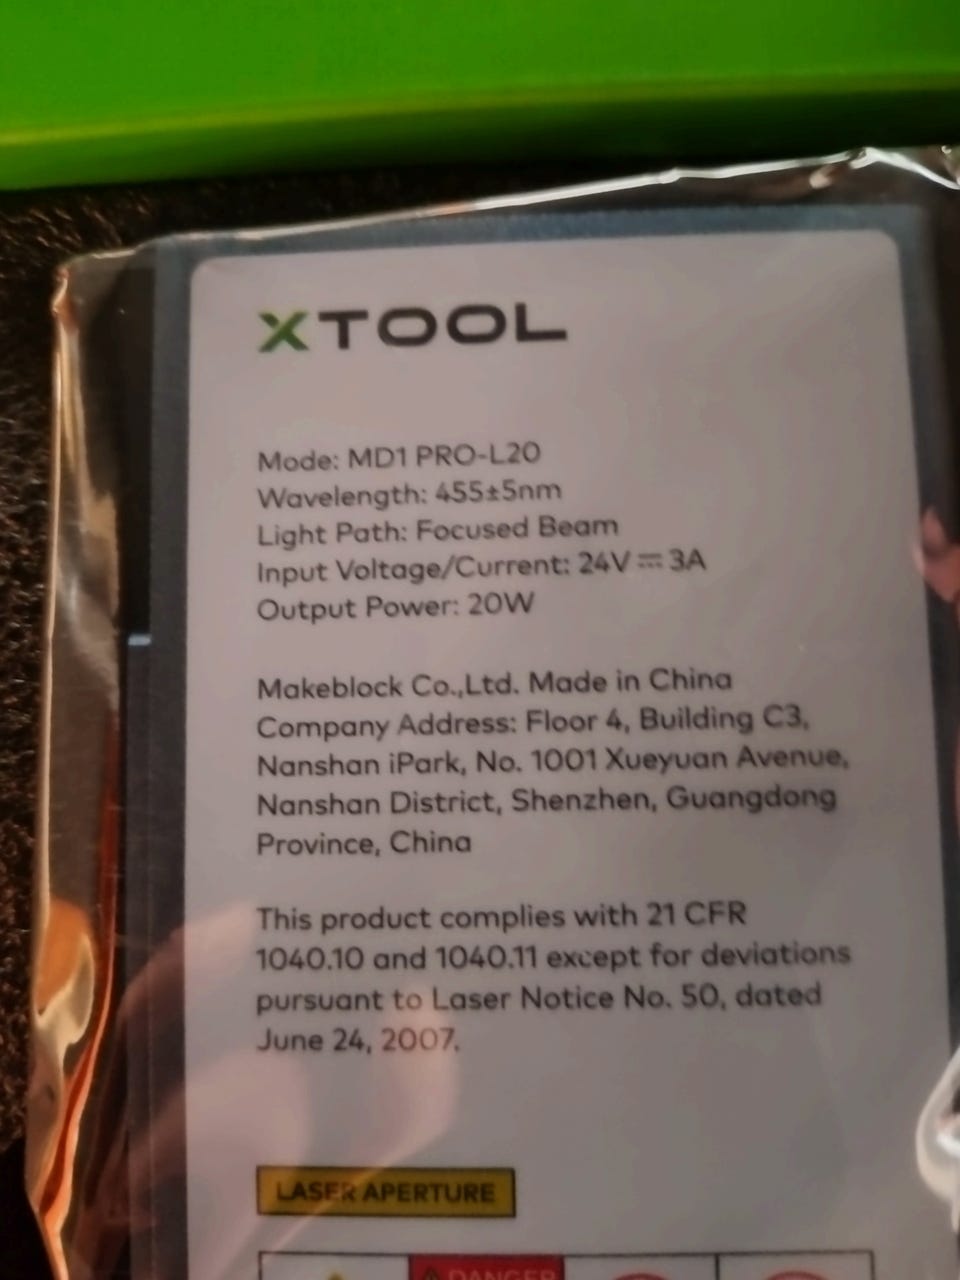 XTOOL
Mode: MD1 PRO-L20
Wavelength: 455±5nm
Light Path: Focused Beam
Input Voltage/Current: 24V⎓3A
Output Power: 20W
Makeblock Co.,Ltd. Made in China
Company Address: Floor 4, Building C3,
Nanshan iPark, No. 1001 Xueyuan Avenue,
Nanshan District, Shenzhen, Guangdong
Province, China
This product complies with 21 CFR
1040.10 and 1040.11 except for deviations
pursuant to Laser Notice No. 50, dated
June 24, 2007.
LASER APERTURE
DANGER